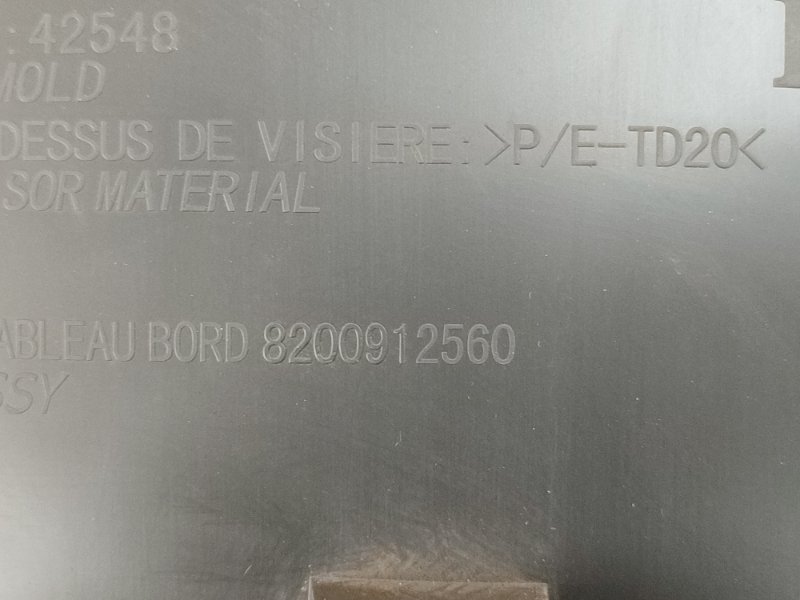 : 42548
MOLD
DESSUS DE VISIERE: >P/E-TD20<
SOR MATERIAL
ABLEAU BORD 8200912560
SSY